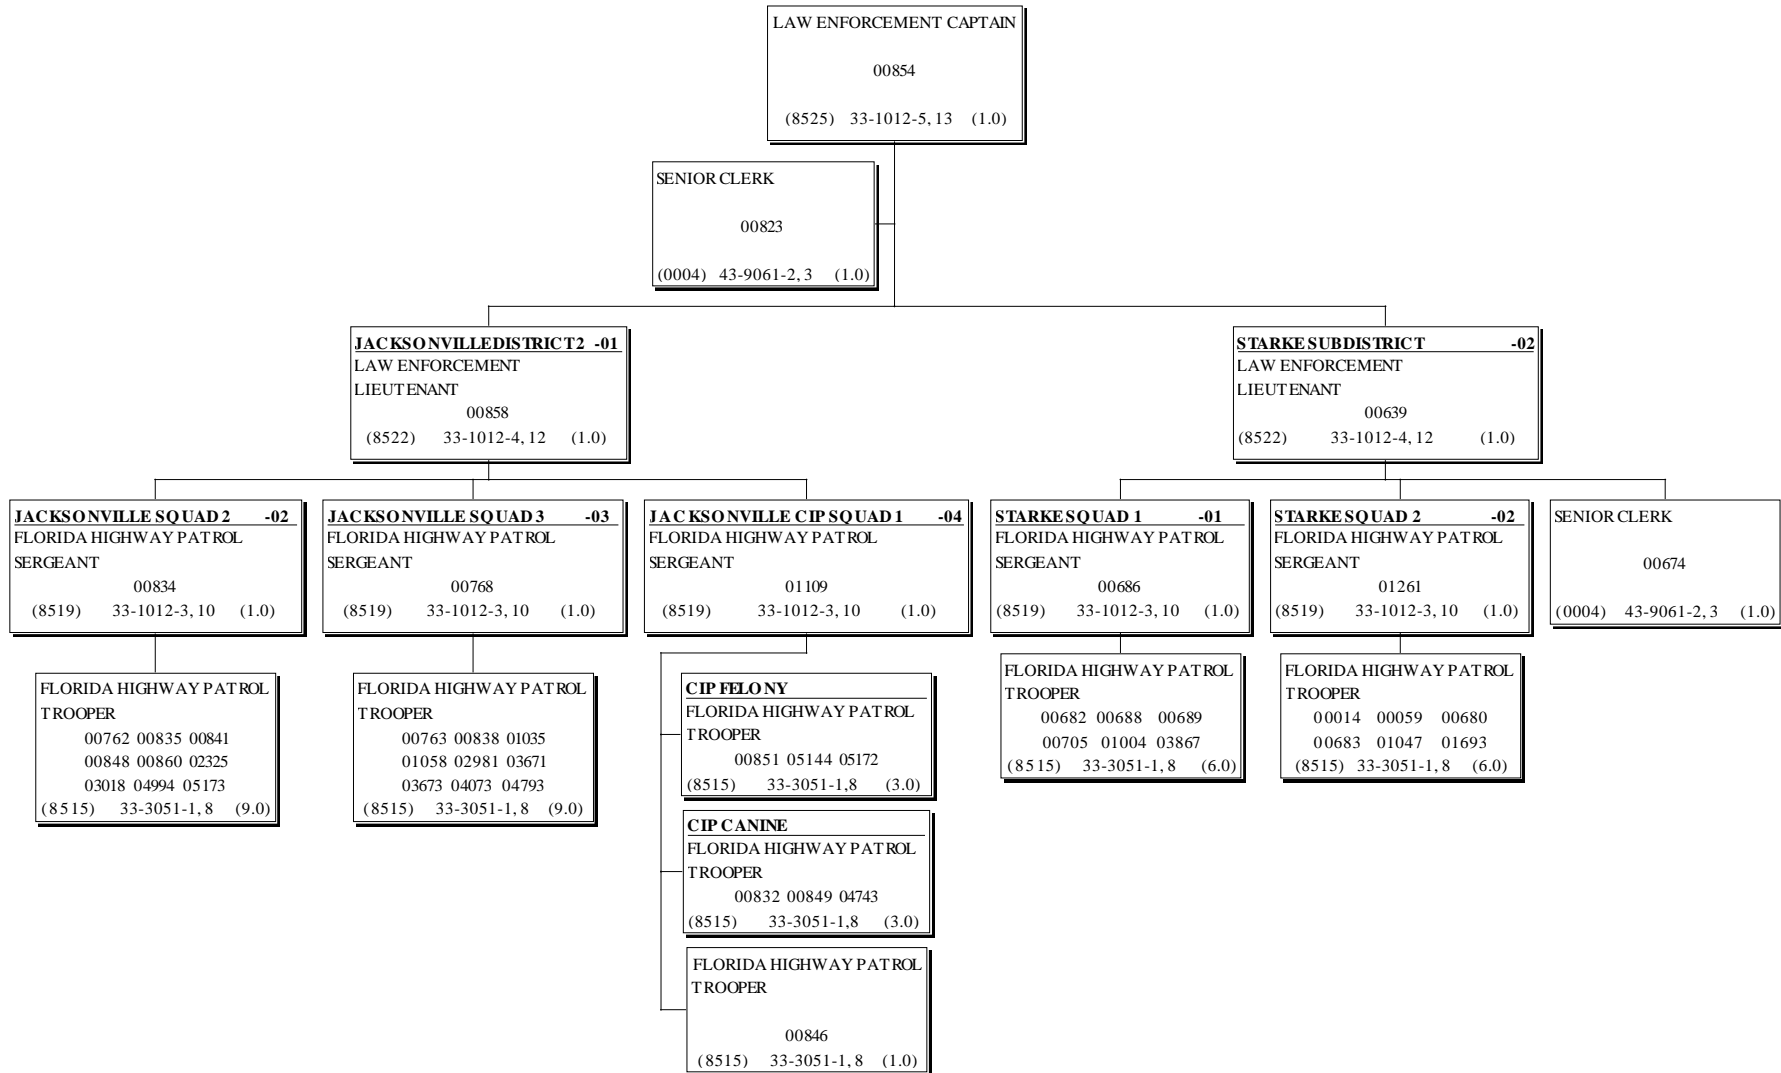 LAW ENFORCEMENT CAPTAIN
00854
(8525) 33-1012-5, 13 (1.0)
SENIOR CLERK
00823
(0004) 43-9061-2, 3 (1.0)
JACKSONVILLE DISTRICT 2 -01
LAW ENFORCEMENT
LIEUTENANT
00858
(8522) 33-1012-4, 12 (1.0)
STARKE SUBDISTRICT -02
LAW ENFORCEMENT
LIEUTENANT
00639
(8522) 33-1012-4, 12 (1.0)
JACKSONVILLE SQUAD 2 -02
FLORIDA HIGHWAY PATROL
SERGEANT
00834
(8519) 33-1012-3, 10 (1.0)
JACKSONVILLE SQUAD 3 -03
FLORIDA HIGHWAY PATROL
SERGEANT
00768
(8519) 33-1012-3, 10 (1.0)
JACKSONVILLE CIP SQUAD 1 -04
FLORIDA HIGHWAY PATROL
SERGEANT
01109
(8519) 33-1012-3, 10 (1.0)
STARKE SQUAD 1 -01
FLORIDA HIGHWAY PATROL
SERGEANT
00686
(8519) 33-1012-3, 10 (1.0)
STARKE SQUAD 2 -02
FLORIDA HIGHWAY PATROL
SERGEANT
01261
(8519) 33-1012-3, 10 (1.0)
SENIOR CLERK
00674
(0004) 43-9061-2, 3 (1.0)
FLORIDA HIGHWAY PATROL
TROOPER
00762 00835 00841
00848 00860 02325
03018 04994 05173
(8515) 33-3051-1, 8 (9.0)
FLORIDA HIGHWAY PATROL
TROOPER
00763 00838 01035
01058 02981 03671
03673 04073 04793
(8515) 33-3051-1, 8 (9.0)
CIP FELONY
FLORIDA HIGHWAY PATROL
TROOPER
00851 05144 05172
(8515) 33-3051-1,8 (3.0)
CIP CANINE
FLORIDA HIGHWAY PATROL
TROOPER
00832 00849 04743
(8515) 33-3051-1,8 (3.0)
FLORIDA HIGHWAY PATROL
TROOPER
00846
(8515) 33-3051-1, 8 (1.0)
FLORIDA HIGHWAY PATROL
TROOPER
00682 00688 00689
00705 01004 03867
(8515) 33-3051-1, 8 (6.0)
FLORIDA HIGHWAY PATROL
TROOPER
00014 00059 00680
00683 01047 01693
(8515) 33-3051-1, 8 (6.0)